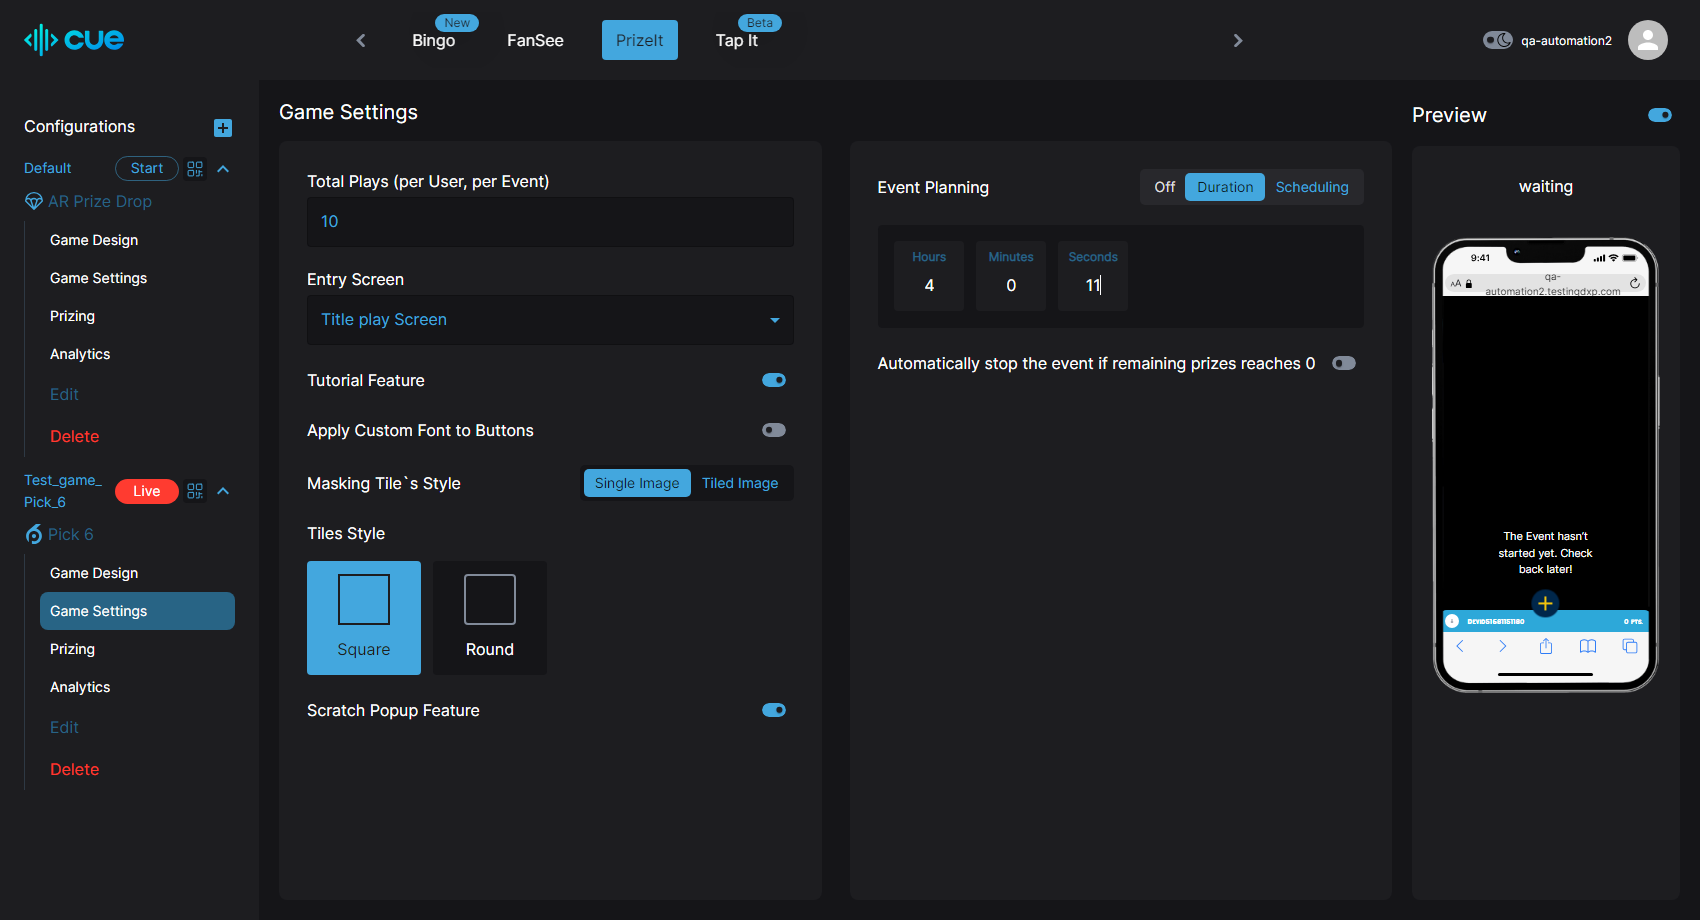 cue
New
Bingo
FanSee
PrizeIt
Beta
Tap It
qa-automation2
Configurations
Default
Start
AR Prize Drop
Game Design
Game Settings
Prizing
Analytics
Edit
Delete
Test_game_
Pick_6
Live
Pick 6
Game Design
Game Settings
Prizing
Analytics
Edit
Delete
Game Settings
Total Plays (per User, per Event)
10
Entry Screen
Title play Screen
Tutorial Feature
Apply Custom Font to Buttons
Masking Tile`s Style
Single Image
Tiled Image
Tiles Style
Square
Round
Scratch Popup Feature
Event Planning
Off
Duration
Scheduling
Hours
Minutes
Seconds
4
0
11
Automatically stop the event if remaining prizes reaches 0
Preview
waiting
9:41
AA
qa-
automation2.testingdxp.com
The Event hasn't
started yet. Check
back later!
0 PTS.